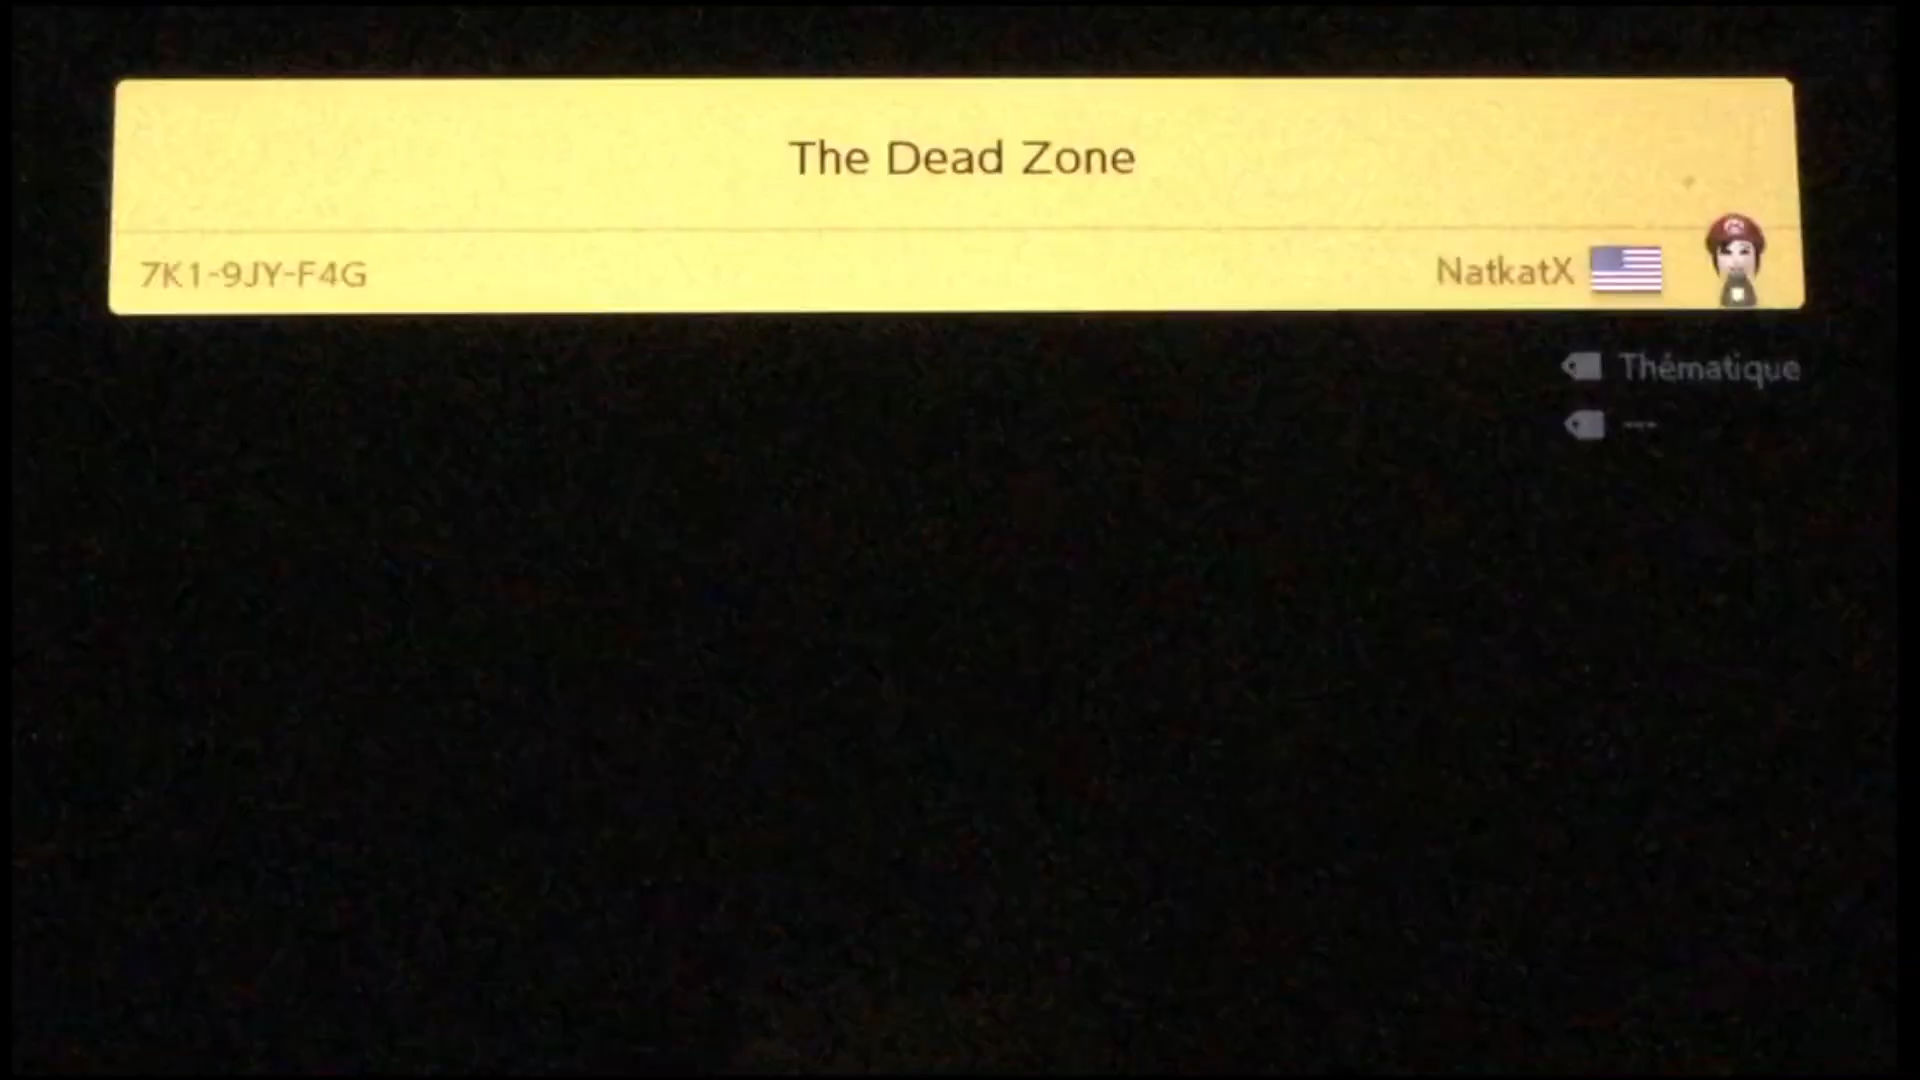 The Dead Zone
7K1-9JY-F4G
NatkatX
Thématique
---